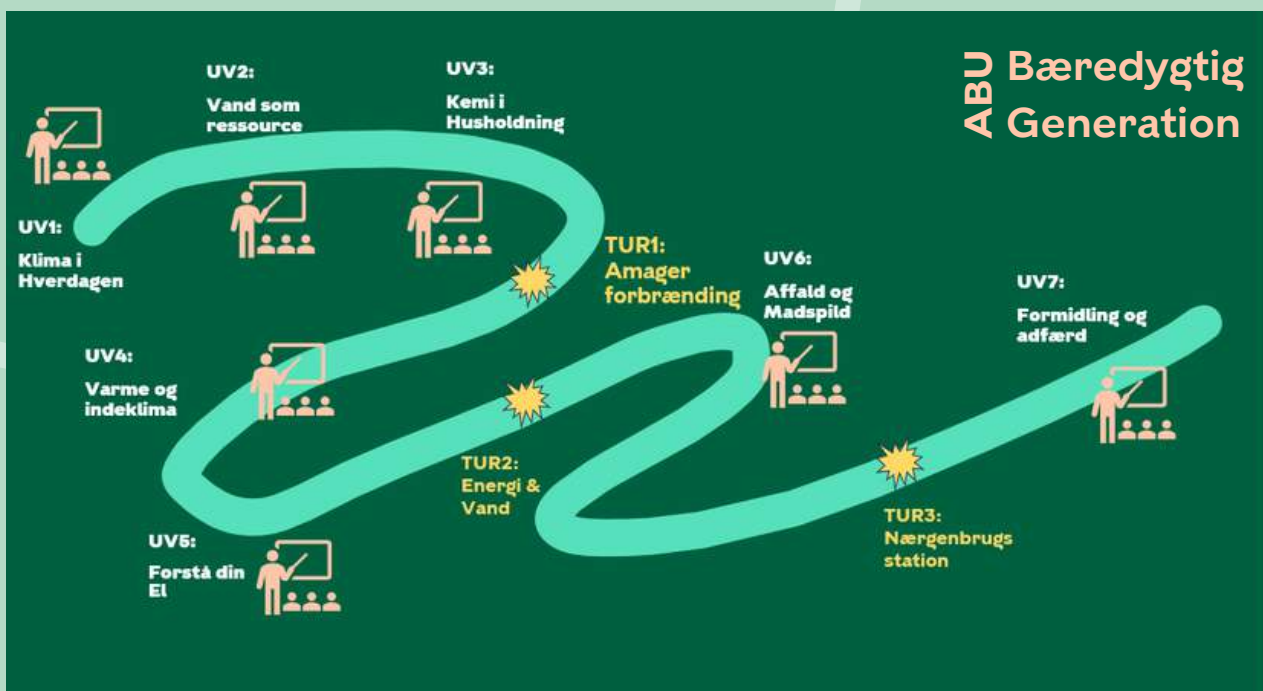 ABU
Bæredygtig
Generation
UV1:
Klima i
Hverdagen
UV2:
Vand som
ressource
UV3:
Kemi i
Husholdning
TUR1:
Amager
forbrænding
UV4:
Varme og
indeklima
UV5:
Forstå din
El
TUR2:
Energi &
Vand
UV6:
Affald og
Madspild
TUR3:
Nærgenbrugs
station
UV7:
Formidling og
adfærd